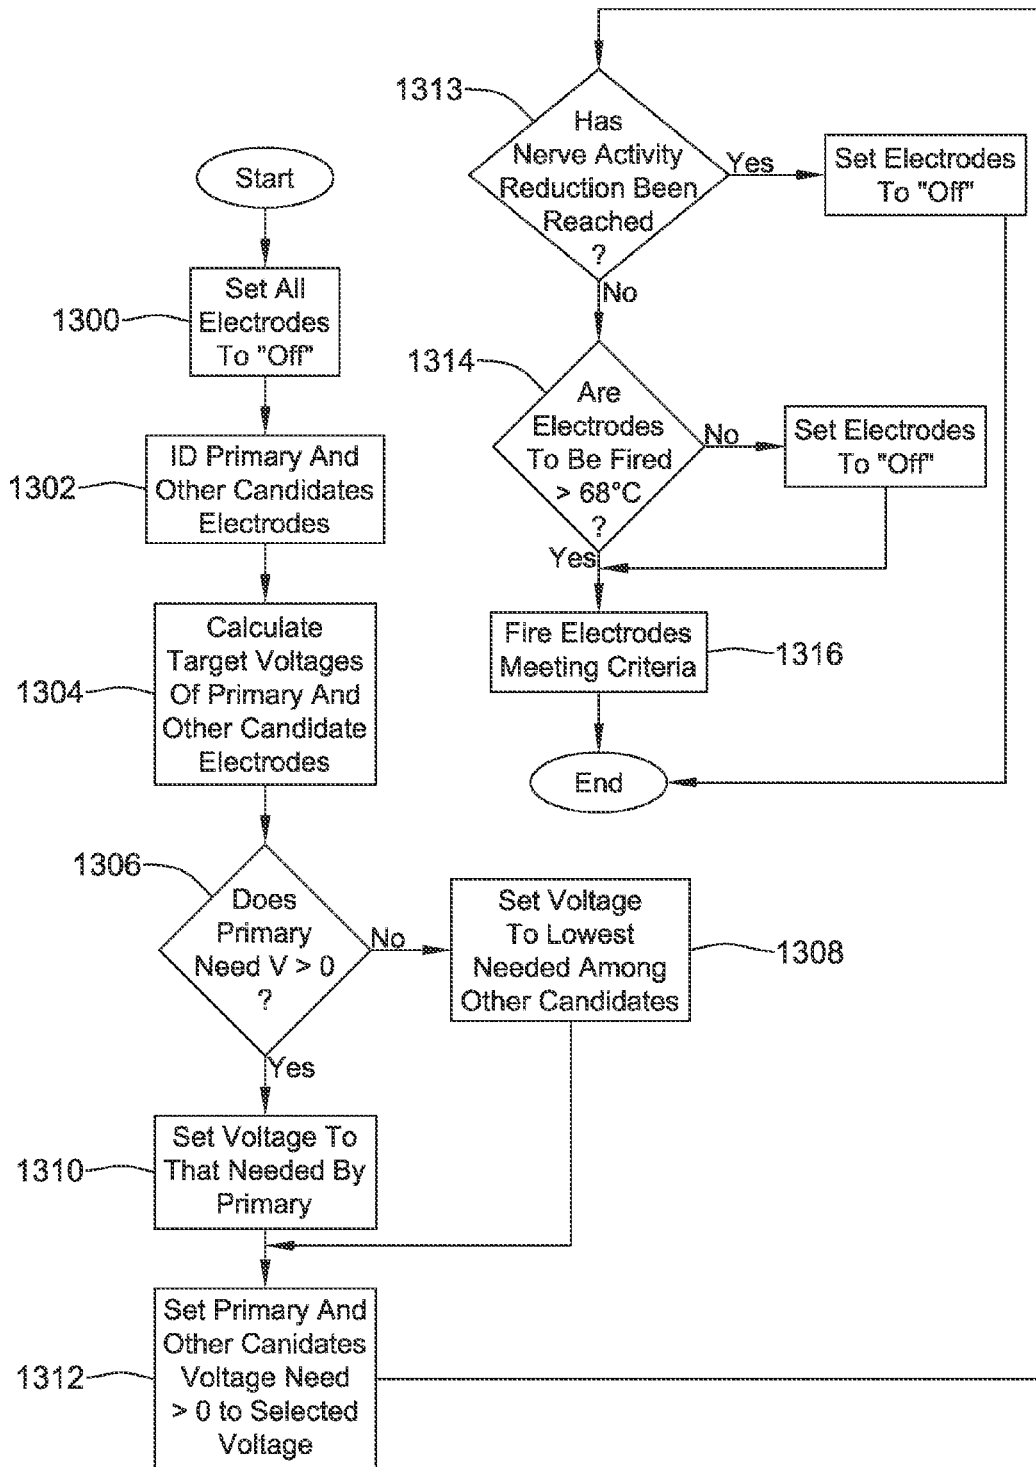 Start
1300
Set All
Electrodes
To "Off"
1302
ID Primary And
Other Candidates
Electrodes
1304
Calculate
Target Voltages
Of Primary And
Other Candidate
Electrodes
1306
Does
Primary
Need V > 0
?
No
Yes
Set Voltage
To Lowest
Needed Among
Other Candidates
1308
1310
Set Voltage To
That Needed By
Primary
1312
Set Primary And
Other Canidates
Voltage Need
> 0 to Selected
Voltage
1313
Has
Nerve Activity
Reduction Been
Reached
?
Yes
No
Set Electrodes
To "Off"
1314
Are
Electrodes
To Be Fired
> 68°C
?
No
Yes
Set Electrodes
To "Off"
Fire Electrodes
Meeting Criteria
1316
End